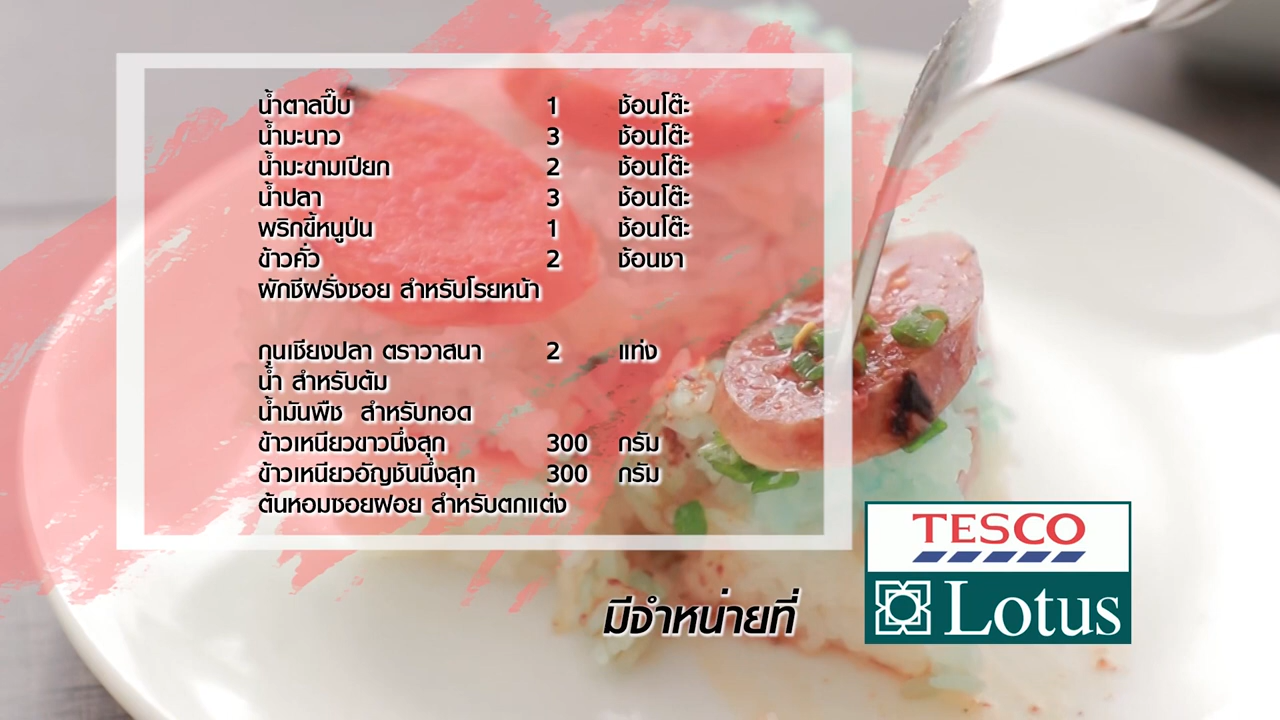 น้ำตาลปี๊บ 1 ช้อนโต๊ะ
น้ำมะนาว 3 ช้อนโต๊ะ
น้ำมะขามเปียก 2 ช้อนโต๊ะ
น้ำปลา 3 ช้อนโต๊ะ
พริกขี้หนูป่น 1 ช้อนโต๊ะ
ข้าวคั่ว 2 ช้อนชา
ผักชีฝรั่งซอย สำหรับโรยหน้า
กุนเชียงปลา ตราวาสนา 2 แท่ง
น้ำ สำหรับต้ม
น้ำมันพืช สำหรับทอด
ข้าวเหนียวขาวนึ่งสุก 300 กรัม
ข้าวเหนียวอัญชันนึ่งสุก 300 กรัม
ต้นหอมซอยฝอย สำหรับตกแต่ง
มีจำหน่ายที่
TESCO
Lotus